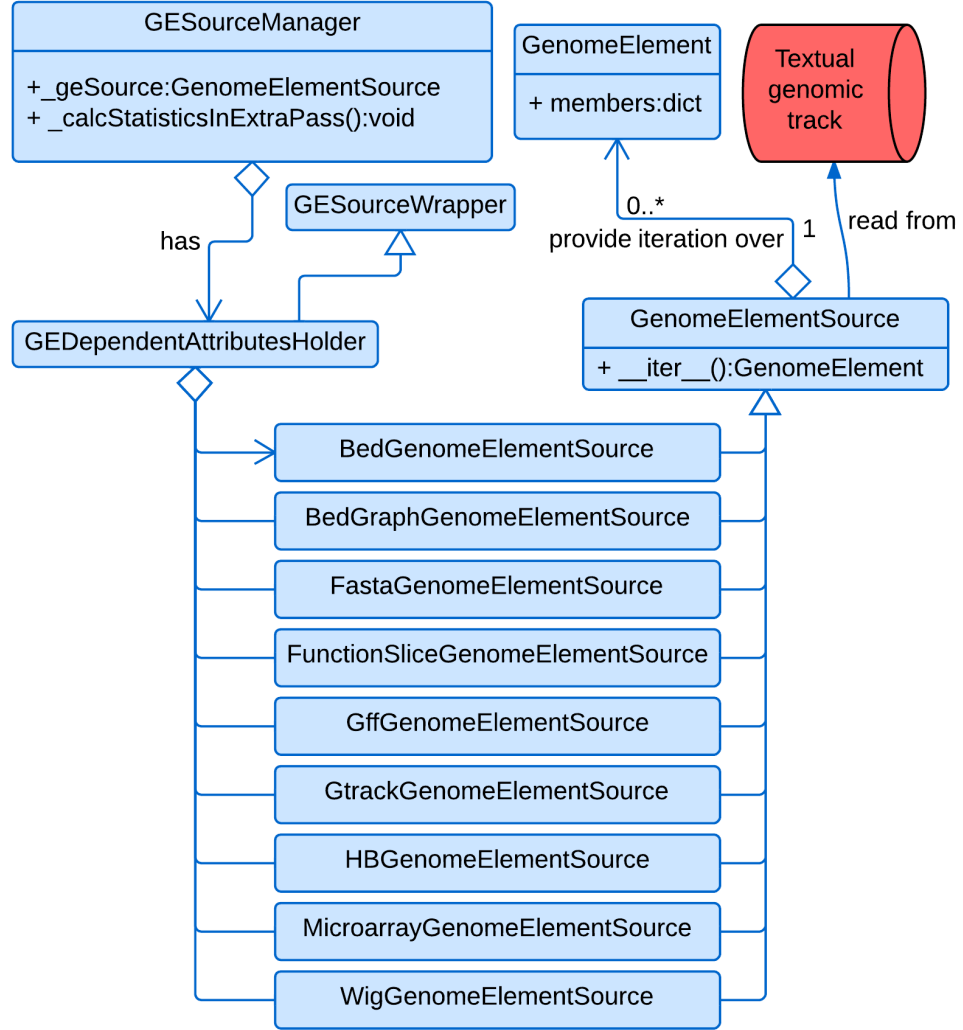 GESourceManager
+_geSource:GenomeElementSource
+ _calcStatisticsInExtraPass():void
GenomeElement
+ members:dict
Textual
genomic
track
GESourceWrapper
has
0..*
1
read from
provide iteration over
GEDependentAttributesHolder
GenomeElementSource
+ __iter__():GenomeElement
BedGenomeElementSource
BedGraphGenomeElementSource
FastaGenomeElementSource
FunctionSliceGenomeElementSource
GffGenomeElementSource
GtrackGenomeElementSource
HBGenomeElementSource
MicroarrayGenomeElementSource
WigGenomeElementSource